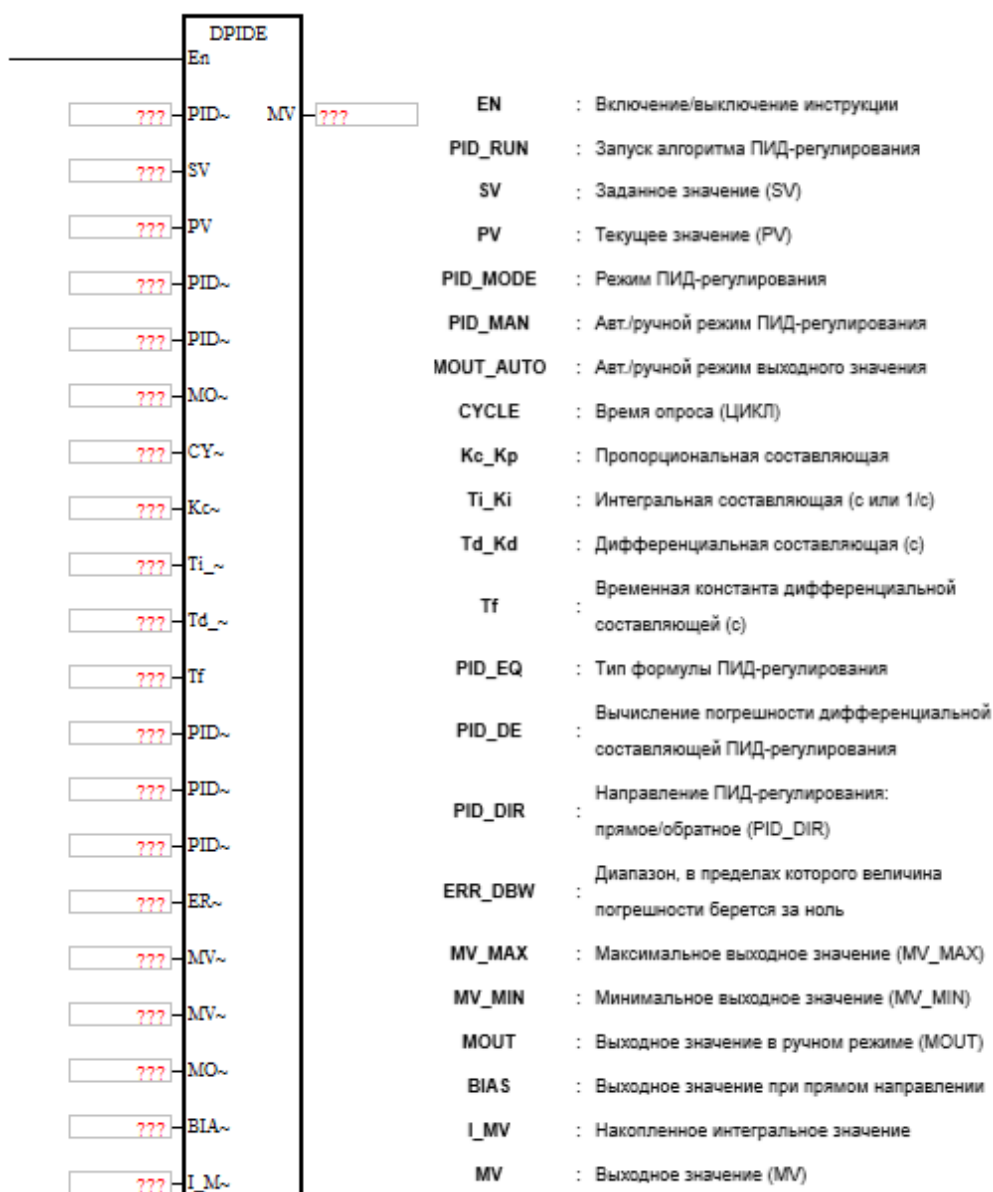 DPIDE
En
??? PID~ MV ???
??? SV
??? PV
??? PID~
??? PID~
??? MO~
??? CY~
??? Kc~
??? Ti_~
??? Td_~
??? Tf
??? PID~
??? PID~
??? PID~
??? ER~
??? MV~
??? MV~
??? MO~
??? BIA~
??? I_M~
EN : Включение/выключение инструкции
PID_RUN : Запуск алгоритма ПИД-регулирования
SV : Заданное значение (SV)
PV : Текущее значение (PV)
PID_MODE : Режим ПИД-регулирования
PID_MAN : Авт./ручной режим ПИД-регулирования
MOUT_AUTO : Авт./ручной режим выходного значения
CYCLE : Время опроса (ЦИКЛ)
Kc_Kp : Пропорциональная составляющая
Ti_Ki : Интегральная составляющая (с или 1/с)
Td_Kd : Дифференциальная составляющая (с)
Tf : Временная константа дифференциальной
составляющей (с)
PID_EQ : Тип формулы ПИД-регулирования
PID_DE : Вычисление погрешности дифференциальной
составляющей ПИД-регулирования
PID_DIR : Направление ПИД-регулирования:
прямое/обратное (PID_DIR)
ERR_DBW : Диапазон, в пределах которого величина
погрешности берется за ноль
MV_MAX : Максимальное выходное значение (MV_MAX)
MV_MIN : Минимальное выходное значение (MV_MIN)
MOUT : Выходное значение в ручном режиме (MOUT)
BIAS : Выходное значение при прямом направлении
I_MV : Накопленное интегральное значение
MV : Выходное значение (MV)